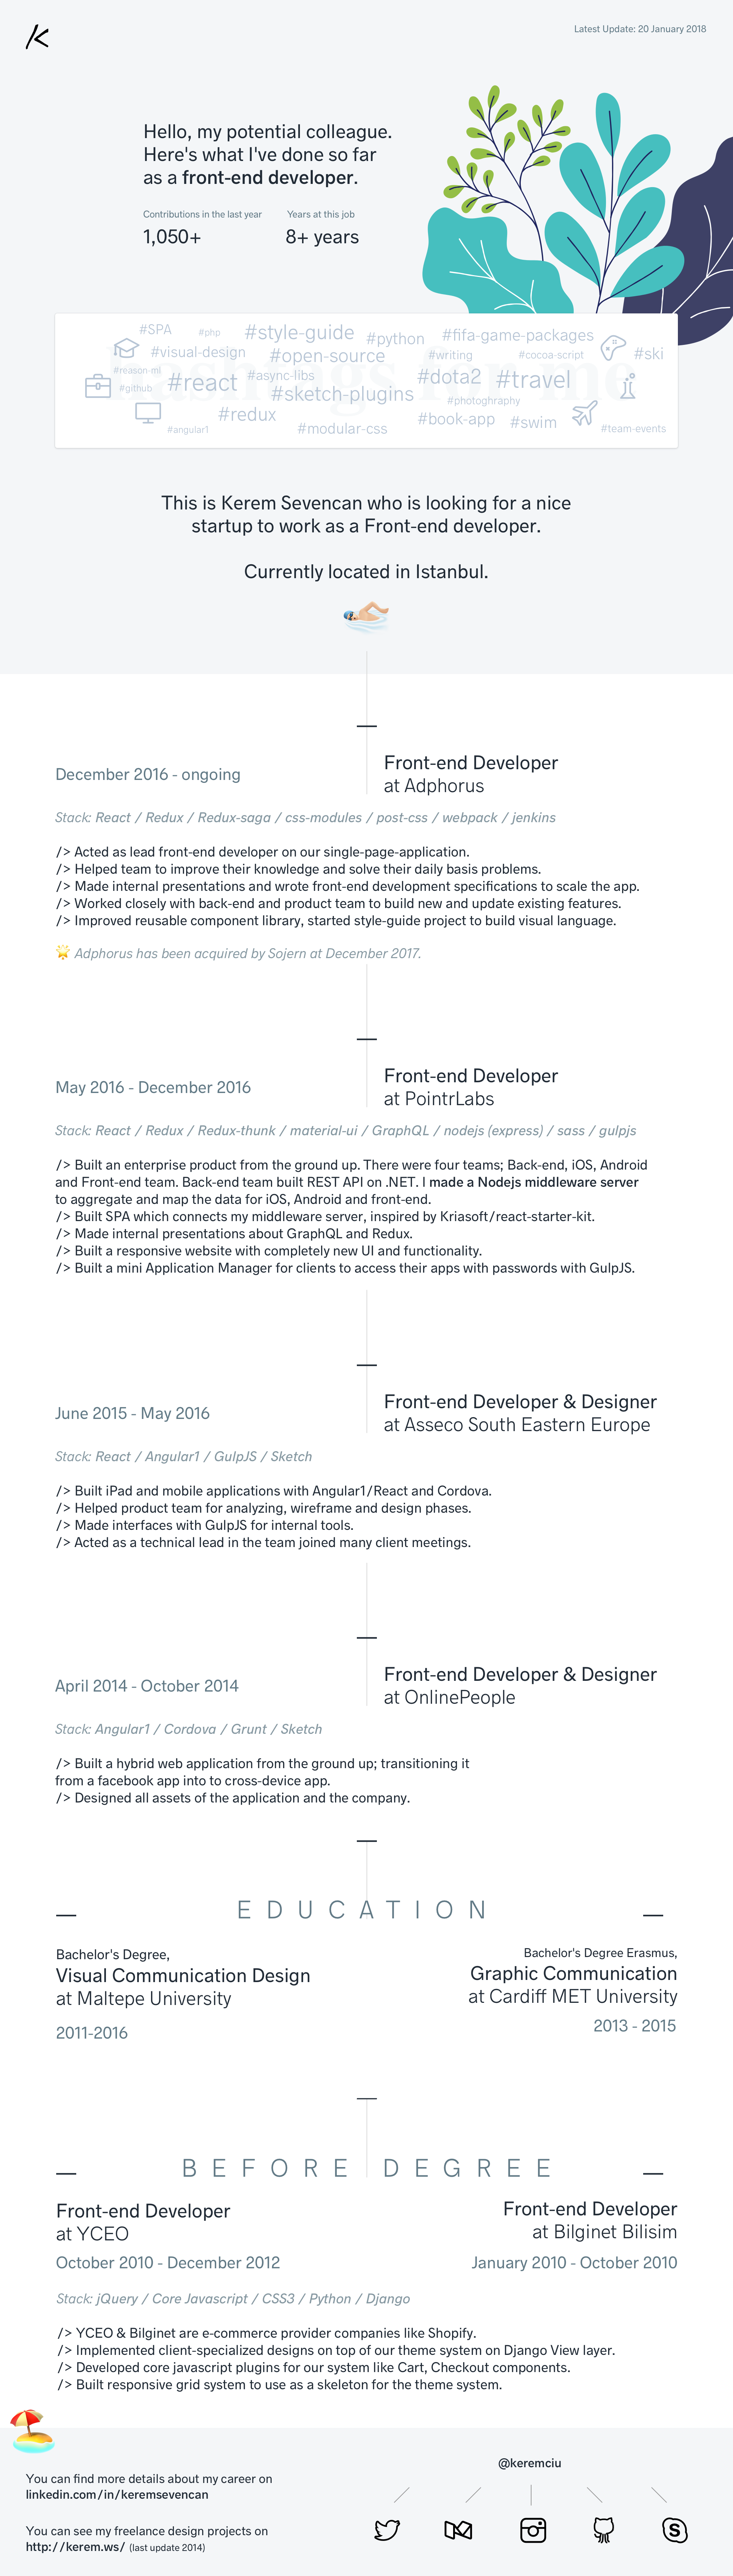 Latest Update: 20 January 2018
Hello, my potential colleague.
Here's what I've done so far
as a front-end developer.
Contributions in the last year
Years at this job
1,050+
8+ years
hashtags for me
#SPA
#php
#style-guide
#python
#fifa-game-packages
#visual-design
#open-source
#writing
#cocoa-script
#ski
#reason-ml
#github
#react
#async-libs
#dota2
#travel
#sketch-plugins
#photoghraphy
#redux
#book-app
#swim
#angular1
#modular-css
#team-events
This is Kerem Sevencan who is looking for a nice
startup to work as a Front-end developer.
Currently located in Istanbul.
December 2016 - ongoing
Front-end Developer
at Adphorus
Stack: React / Redux / Redux-saga / css-modules / post-css / webpack / jenkins
/> Acted as lead front-end developer on our single-page-application.
/> Helped team to improve their knowledge and solve their daily basis problems.
/> Made internal presentations and wrote front-end development specifications to scale the app.
/> Worked closely with back-end and product team to build new and update existing features.
/> Improved reusable component library, started style-guide project to build visual language.
Adphorus has been acquired by Sojern at December 2017.
May 2016 - December 2016
Front-end Developer
at PointrLabs
Stack: React / Redux / Redux-thunk / material-ui / GraphQL / nodejs (express) / sass / gulpjs
/> Built an enterprise product from the ground up. There were four teams; Back-end, iOS, Android
and Front-end team. Back-end team built REST API on .NET. I made a Nodejs middleware server
to aggregate and map the data for iOS, Android and front-end.
/> Built SPA which connects my middleware server, inspired by Kriasoft/react-starter-kit.
/> Made internal presentations about GraphQL and Redux.
/> Built a responsive website with completely new UI and functionality.
/> Built a mini Application Manager for clients to access their apps with passwords with GulpJS.
June 2015 - May 2016
Front-end Developer & Designer
at Asseco South Eastern Europe
Stack: React / Angular1 / GulpJS / Sketch
/> Built iPad and mobile applications with Angular1/React and Cordova.
/> Helped product team for analyzing, wireframe and design phases.
/> Made interfaces with GulpJS for internal tools.
/> Acted as a technical lead in the team joined many client meetings.
April 2014 - October 2014
Front-end Developer & Designer
at OnlinePeople
Stack: Angular1 / Cordova / Grunt / Sketch
/> Built a hybrid web application from the ground up; transitioning it
from a facebook app into to cross-device app.
/> Designed all assets of the application and the company.
EDUCATION
Bachelor's Degree,
Visual Communication Design
at Maltepe University
2011-2016
Bachelor's Degree Erasmus,
Graphic Communication
at Cardiff MET University
2013 - 2015
BEFORE DEGREE
Front-end Developer
at YCEO
October 2010 - December 2012
Front-end Developer
at Bilginet Bilisim
January 2010 - October 2010
Stack: jQuery / Core Javascript / CSS3 / Python / Django
/> YCEO & Bilginet are e-commerce provider companies like Shopify.
/> Implemented client-specialized designs on top of our theme system on Django View layer.
/> Developed core javascript plugins for our system like Cart, Checkout components.
/> Built responsive grid system to use as a skeleton for the theme system.
You can find more details about my career on
linkedin.com/in/keremsevencan
You can see my freelance design projects on
http://kerem.ws/ (last update 2014)
@keremciu